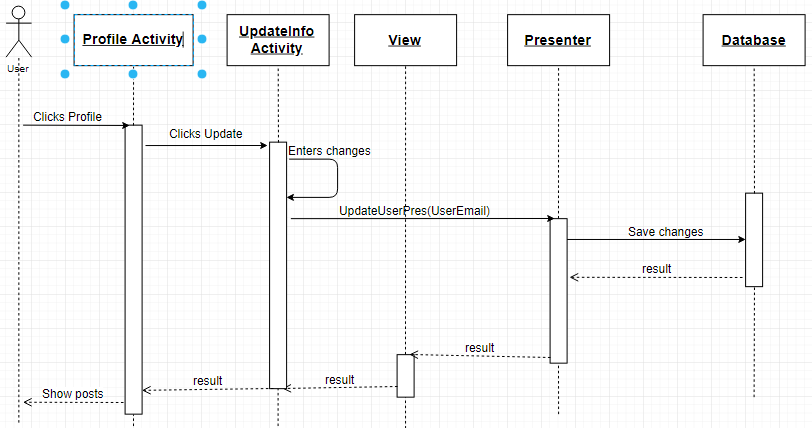 Profile Activity
UpdateInfo
Activity
View
Presenter
Database
User
Clicks Profile
Clicks Update
Enters changes
UpdateUserPres(UserEmail)
Save changes
result
result
result
result
Show posts